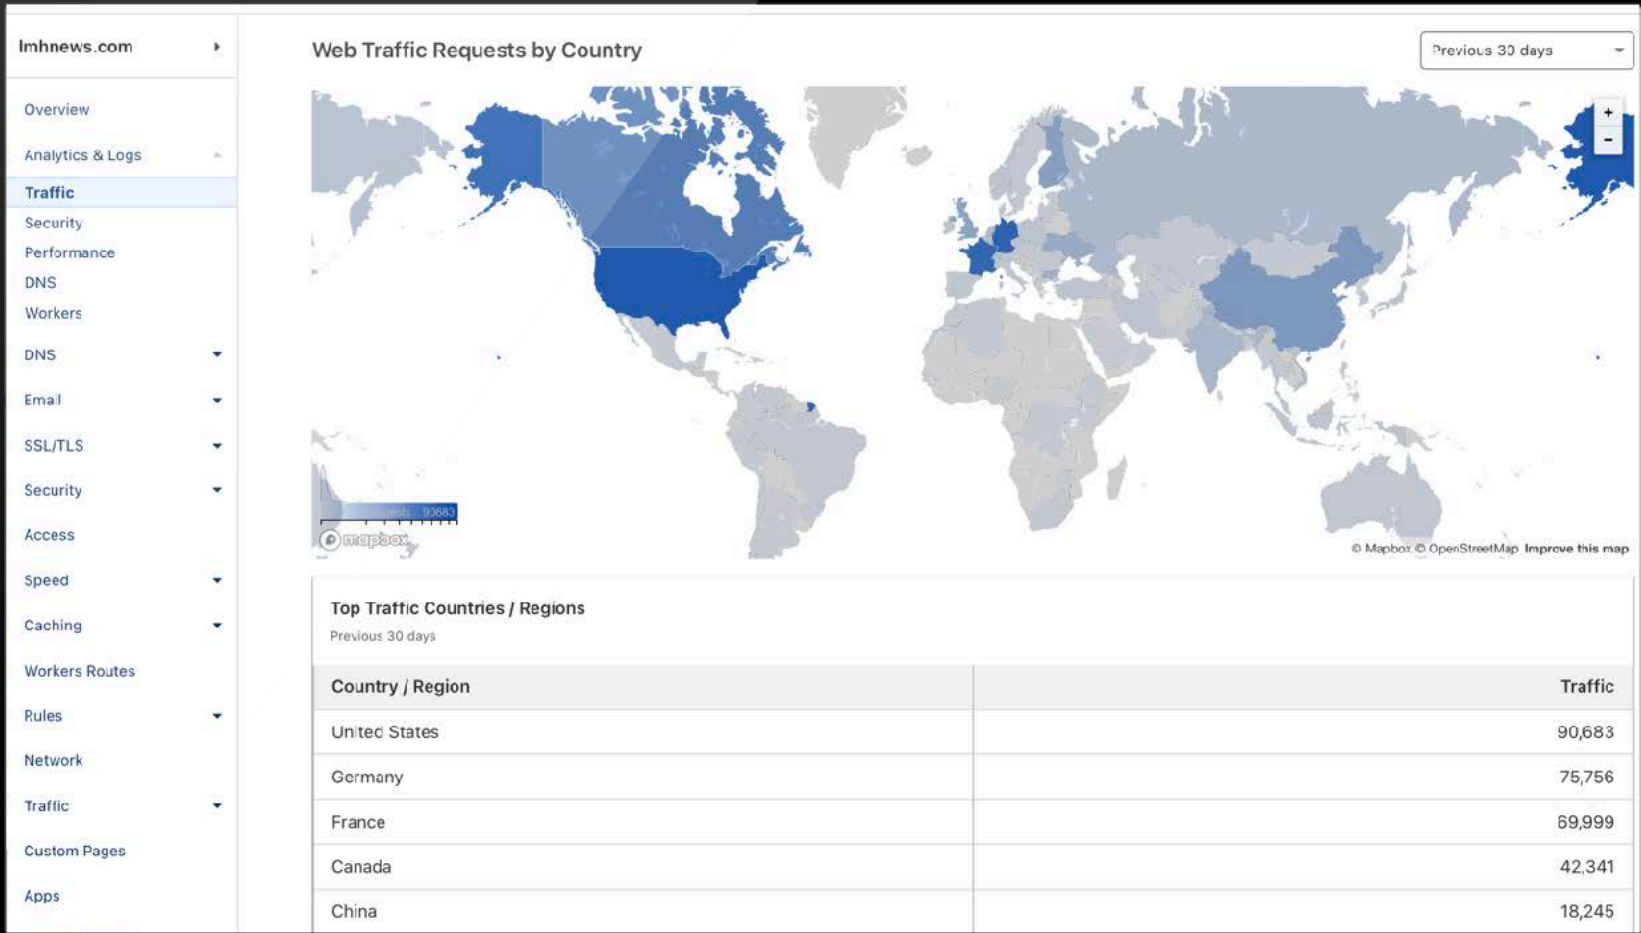 lmhnews.com
Overview
Analytics & Logs
Traffic
Security
Performance
DNS
Workers
DNS
Email
SSL/TLS
Security
Access
Speed
Caching
Workers Routes
Rules
Network
Traffic
Custom Pages
Apps
Web Traffic Requests by Country
Previous 30 days
+
-
90683
mapbox
© Mapbox © OpenStreetMap Improve this map
Top Traffic Countries / Regions
Previous 30 days
Country / Region Traffic
United States 90,683
Germany 75,756
France 69,999
Canada 42,341
China 18,245